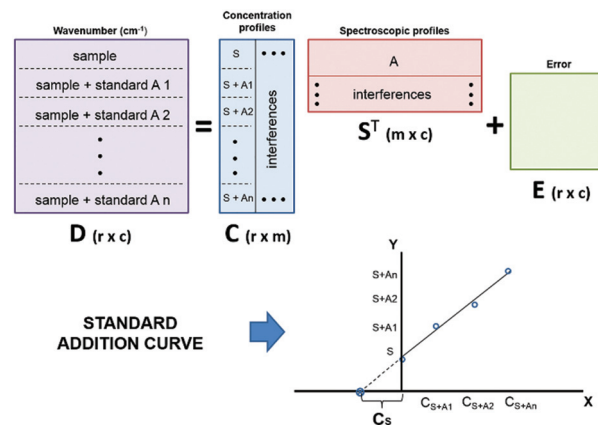 Wavenumber (cm⁻¹)
sample
sample + standard A 1
sample + standard A 2
sample + standard A n
D (r x c)
=
Concentration
profiles
S
S + A1
S + A2
S + An
interferences
C (r x m)
Spectroscopic profiles
A
interferences
Sᵀ (m x c)
+
Error
E (r x c)
STANDARD
ADDITION CURVE
Y
S+An
S+A2
S+A1
S
X
C_S+A1 C_S+A2 C_S+An
C_S